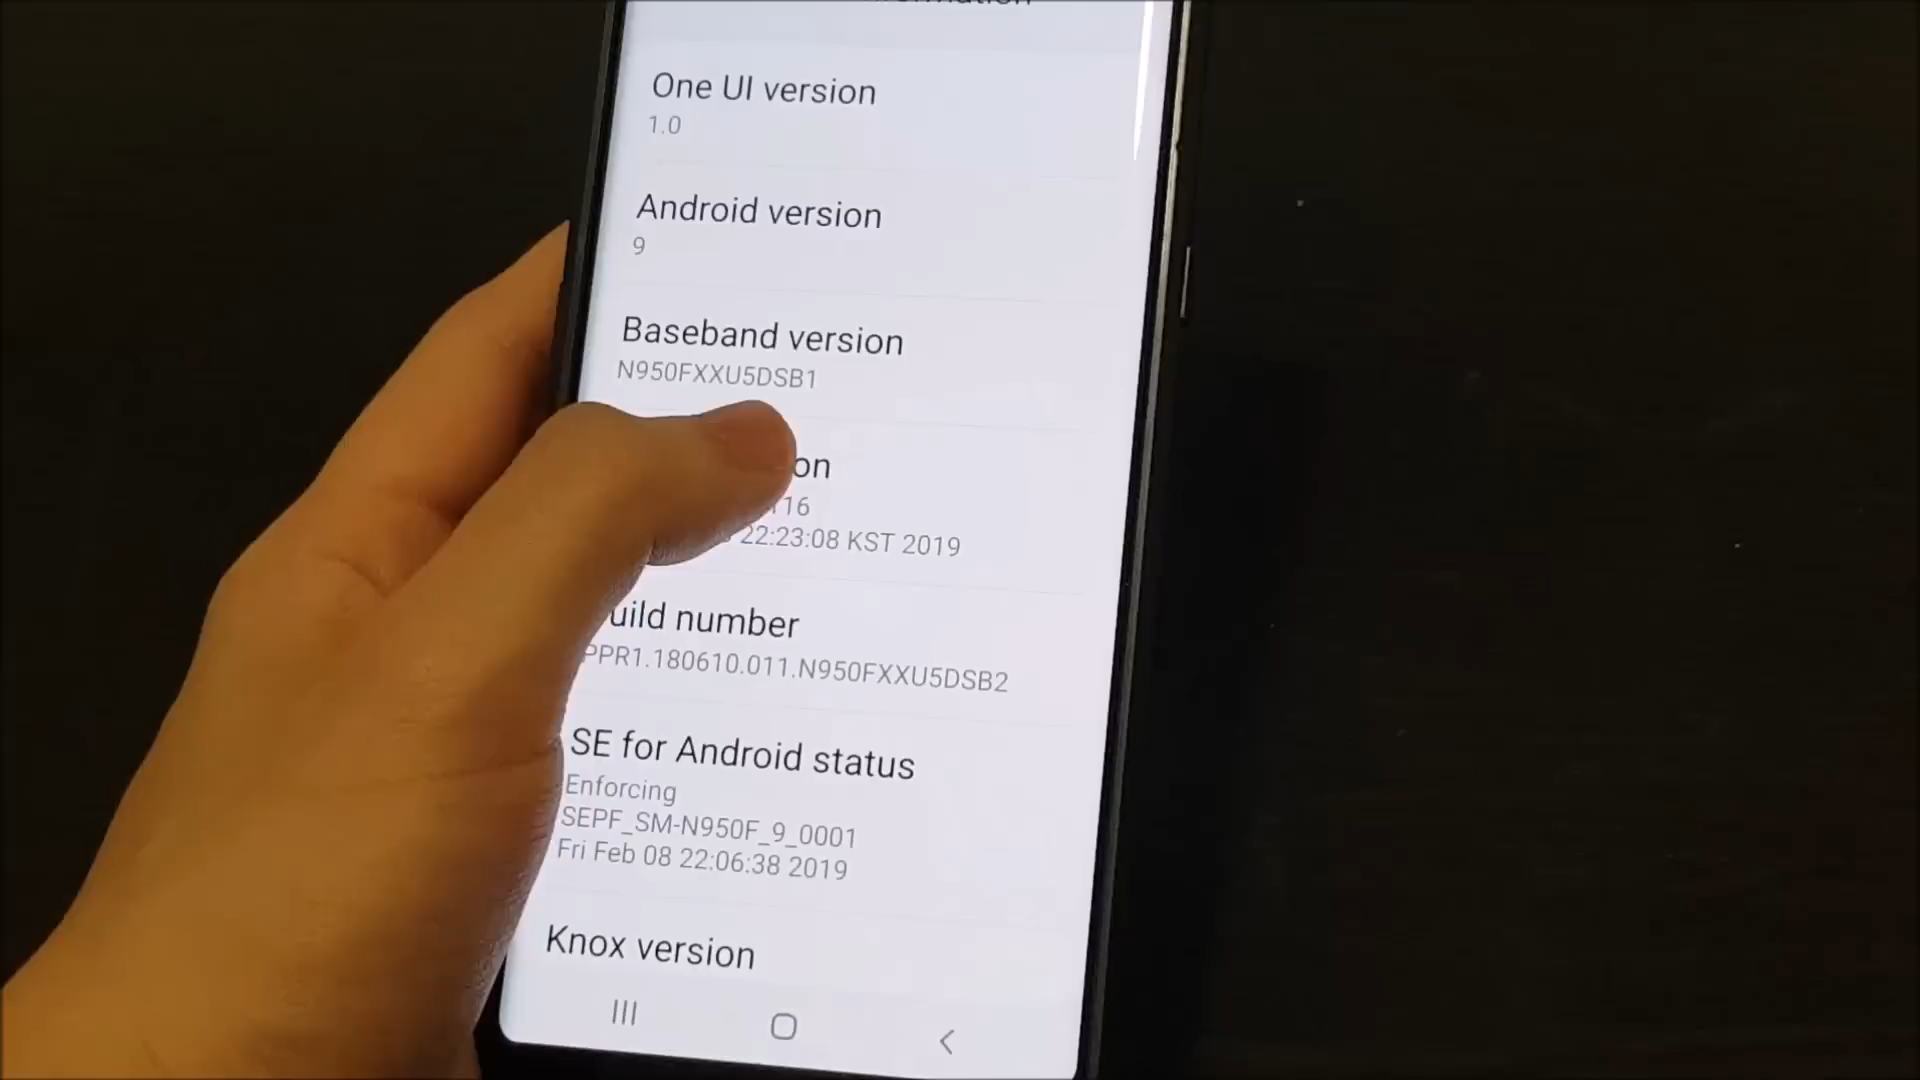 One UI version
1.0
Android version
9
Baseband version
N950FXXU5DSB1
on
16
22:23:08 KST 2019
uild number
PPR1.180610.011.N950FXXU5DSB2
SE for Android status
Enforcing
SEPF_SM-N950F_9_0001
Fri Feb 08 22:06:38 2019
Knox version